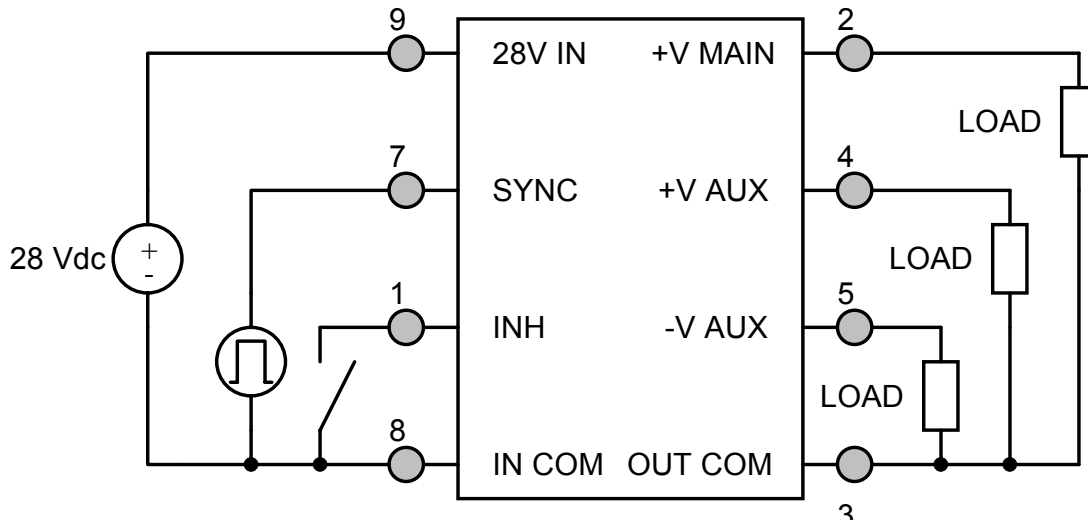 9
2
28V IN
+V MAIN
LOAD
7
4
SYNC
+V AUX
28 Vdc
+
-
LOAD
1
5
INH
-V AUX
LOAD
8
IN COM
OUT COM
3